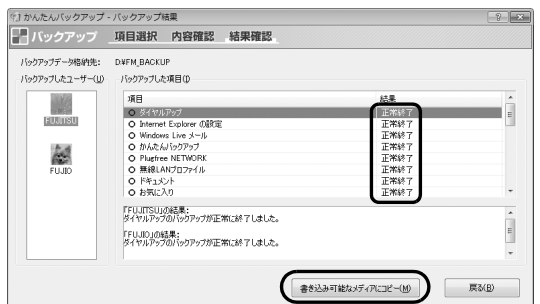 かんたんバックアップ - バックアップ結果
バックアップ 項目選択 内容確認 結果確認
バックアップデータ格納先: D:¥FM_BACKUP
バックアップしたユーザー(U) バックアップした項目(I)
項目 結果
FUJITSU
FUJIO
ダイヤルアップ 正常終了
Internet Explorer の設定 正常終了
Windows Live メール 正常終了
かんたんバックアップ 正常終了
Plugfree NETWORK 正常終了
無線LANプロファイル 正常終了
ドキュメント 正常終了
お気に入り 正常終了
「FUJITSU」の結果:
ダイヤルアップのバックアップが正常に終了しました。
「FUJIO」の結果:
ダイヤルアップのバックアップが正常に終了しました。
書き込み可能なメディアにコピー(M) 戻る(B)